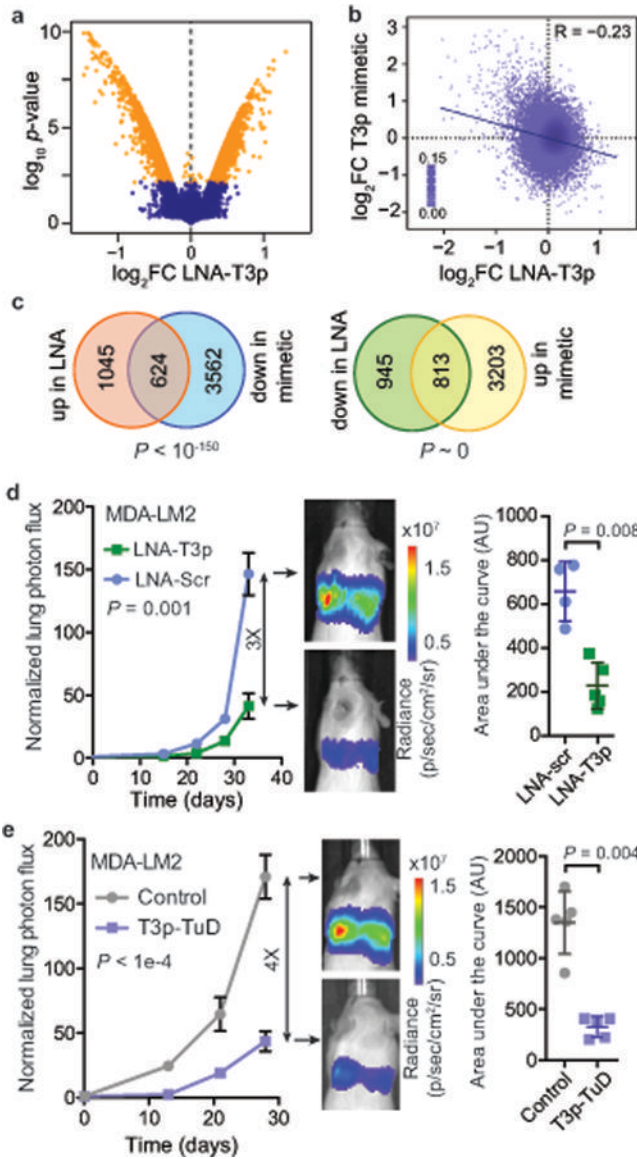 a
10
5
0
−1
0
1
log10 p-value
log2FC LNA-T3p
b
R = −0.23
3
2
1
0
−1
−2
0.15
0.00
−2
−1
0
1
log2FC T3p mimetic
log2FC LNA-T3p
c
up in LNA
1045
624
3562
down in
mimetic
P < 10-150
down in LNA
945
813
3203
up in
mimetic
P ~ 0
d
MDA-LM2
LNA-T3p
LNA-Scr
P = 0.001
200
150
100
50
0
0
10
20
30
40
Normalized lung photon flux
Time (days)
3X
x10⁷
1.5
1
0.5
Radiance
(p/sec/cm²/sr)
P = 0.008
800
600
400
200
0
Area under the curve (AU)
LNA-scr
LNA-T3p
e
MDA-LM2
Control
T3p-TuD
P < 1e-4
200
150
100
50
0
0
10
20
30
Normalized lung photon flux
Time (days)
4X
x10⁷
1.5
1
0.5
Radiance
(p/sec/cm²/sr)
P = 0.004
2000
1500
1000
500
0
Area under the curve (AU)
Control
T3p-TuD